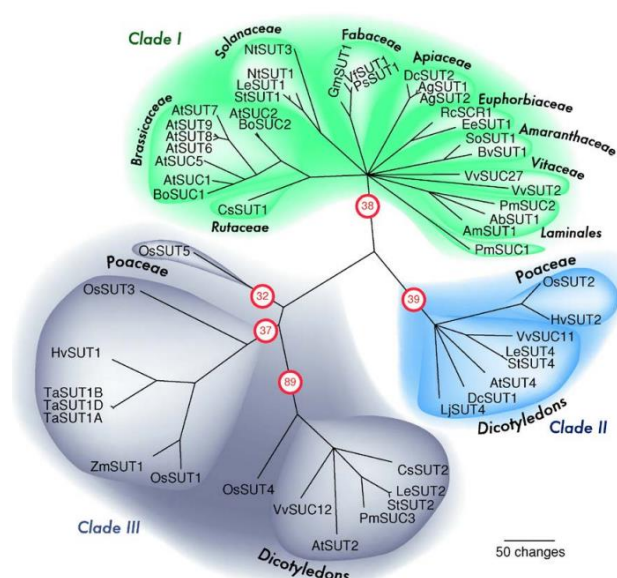 Clade I
Solanaceae
NtSUT3
NtSUT1
LeSUT1
StSUT1
Fabaceae
GmSUT1
VfSUT1
PsSUT1
Apiaceae
DcSUT2
AgSUT1
AgSUT2
Euphorbiaceae
RcSCR1
EeSUT1
Amaranthaceae
SoSUT1
BvSUT1
Vitaceae
VvSUC27
VvSUT2
PmSUC2
AbSUT1
AmSUT1
Laminales
PmSUC1
Brassicaceae
AtSUT7
AtSUT9
AtSUT8
AtSUT6
AtSUC5
AtSUC2
BoSUC2
AtSUC1
BoSUC1
CsSUT1
Rutaceae
38
OsSUT5
Poaceae
32
39
37
89
Poaceae
OsSUT2
HvSUT2
VvSUC11
LeSUT4
StSUT4
AtSUT4
DcSUT1
LjSUT4
Dicotyledons
Clade II
OsSUT3
HvSUT1
TaSUT1B
TaSUT1D
TaSUT1A
ZmSUT1
OsSUT1
OsSUT4
CsSUT2
LeSUT2
StSUT2
PmSUC3
VvSUC12
AtSUT2
Dicotyledons
Clade III
50 changes